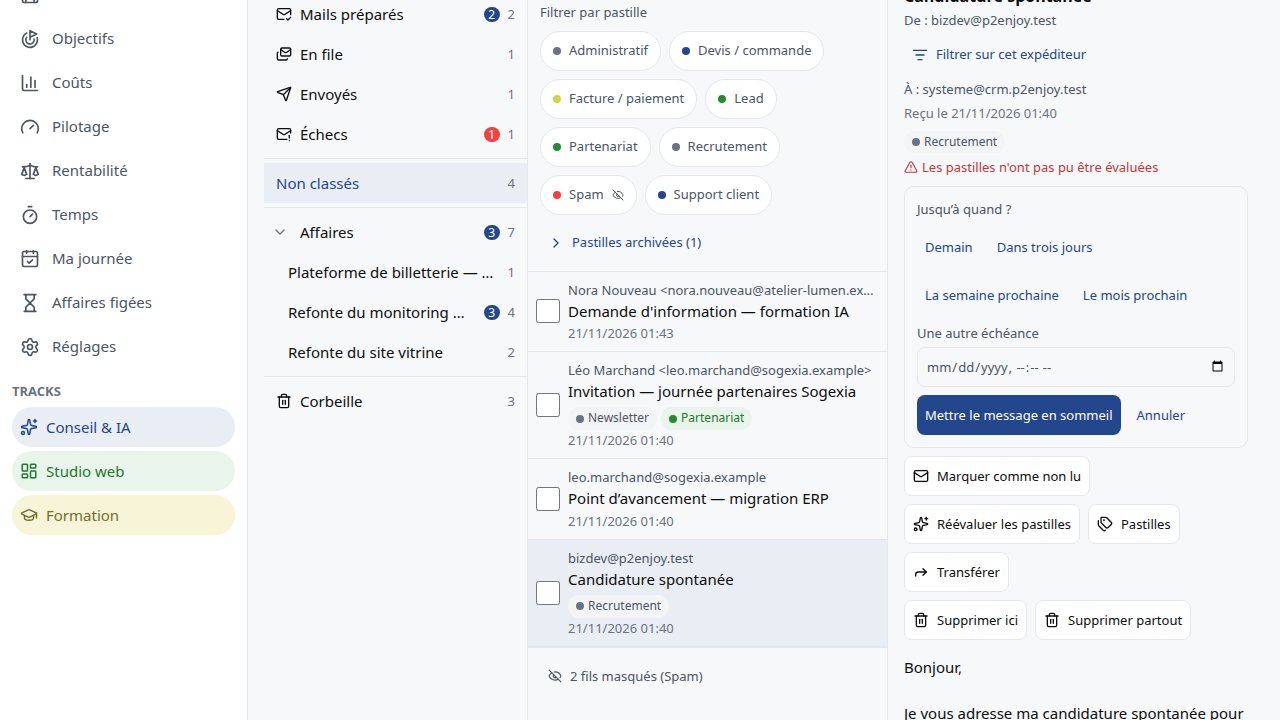 Objectifs
Coûts
Pilotage
Rentabilité
Temps
Ma journée
Affaires figées
Réglages
TRACKS
Conseil & IA
Studio web
Formation
Mails préparés 2 2
En file 1
Envoyés 1
Échecs 1 1
Non classés 4
Affaires 3 7
Plateforme de billetterie — ... 1
Refonte du monitoring ... 3 4
Refonte du site vitrine 2
Corbeille 3
Filtrer par pastille
Administratif
Devis / commande
Facture / paiement
Lead
Partenariat
Recrutement
Spam
Support client
Pastilles archivées (1)
Nora Nouveau <nora.nouveau@atelier-lumen.ex...
Demande d'information — formation IA
21/11/2026 01:43
Léo Marchand <leo.marchand@sogexia.example>
Invitation — journée partenaires Sogexia
Newsletter Partenariat
21/11/2026 01:40
leo.marchand@sogexia.example
Point d’avancement — migration ERP
21/11/2026 01:40
bizdev@p2enjoy.test
Candidature spontanée
Recrutement
21/11/2026 01:40
2 fils masqués (Spam)
Candidature spontanée
De : bizdev@p2enjoy.test
Filtrer sur cet expéditeur
À : systeme@crm.p2enjoy.test
Reçu le 21/11/2026 01:40
Recrutement
Les pastilles n'ont pas pu être évaluées
Jusqu’à quand ?
Demain Dans trois jours
La semaine prochaine Le mois prochain
Une autre échéance
mm/dd/yyyy, --:-- --
Mettre le message en sommeil Annuler
Marquer comme non lu
Réévaluer les pastilles Pastilles
Transférer
Supprimer ici Supprimer partout
Bonjour,
Je vous adresse ma candidature spontanée pour